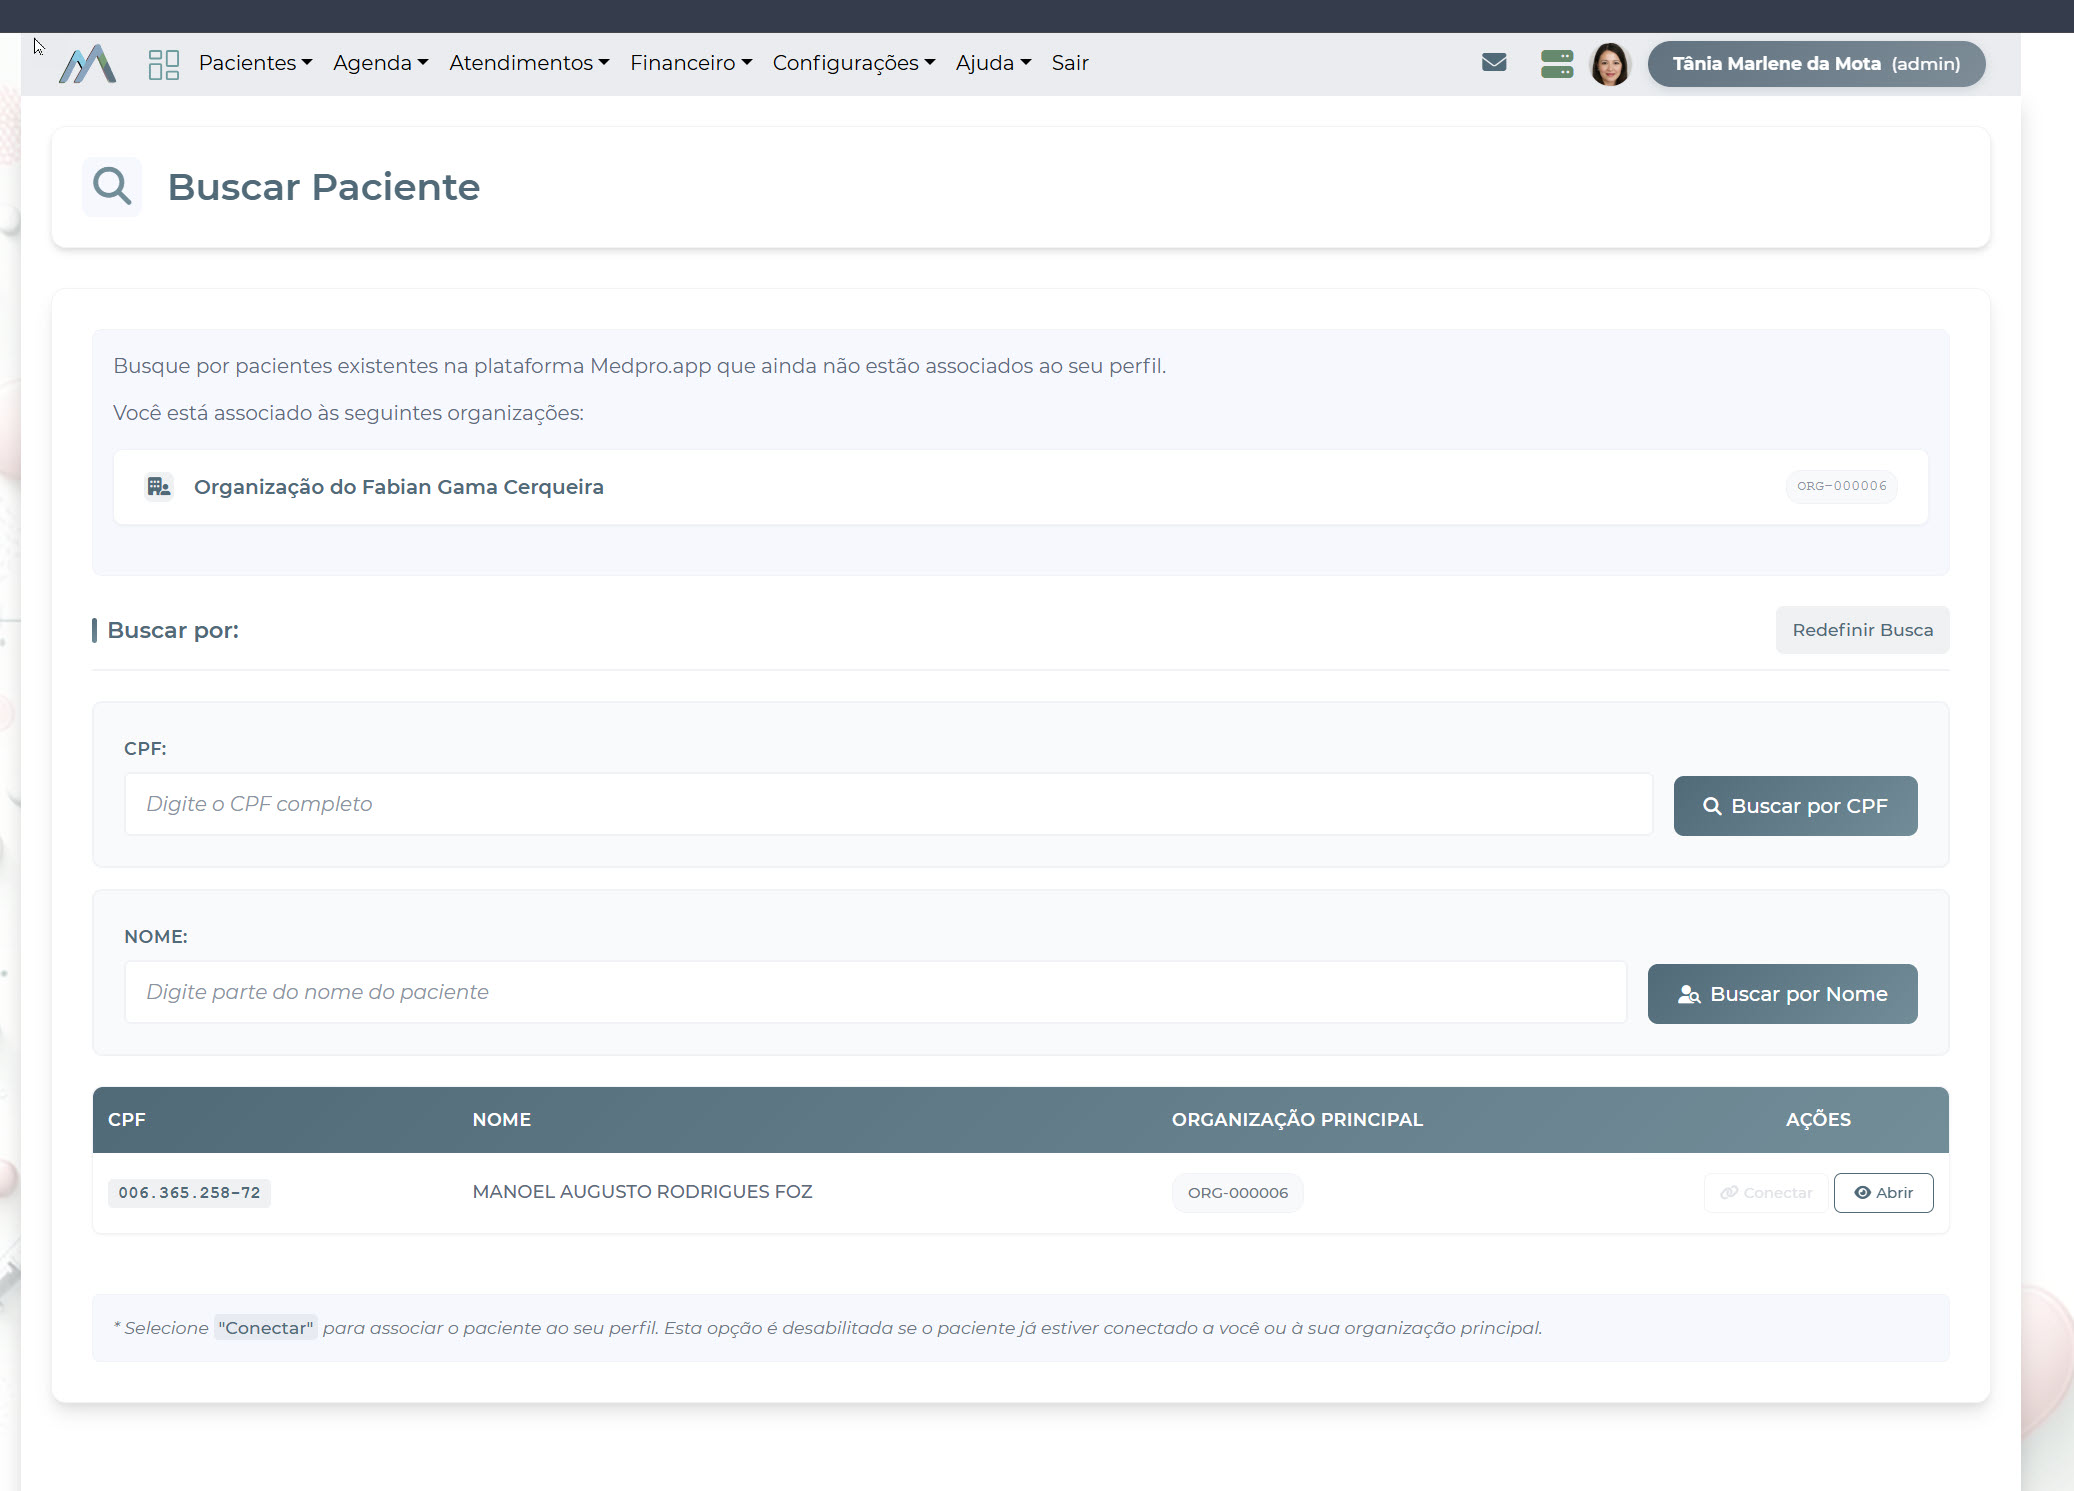 Pacientes Agenda Atendimentos Financeiro Configurações Ajuda Sair Tânia Marlene da Mota (admin)
Buscar Paciente
Busque por pacientes existentes na plataforma Medpro.app que ainda não estão associados ao seu perfil.
Você está associado às seguintes organizações:
Organização do Fabian Gama Cerqueira ORG-000006
Buscar por: Redefinir Busca
CPF:
Digite o CPF completo Buscar por CPF
NOME:
Digite parte do nome do paciente Buscar por Nome
CPF NOME ORGANIZAÇÃO PRINCIPAL AÇÕES
006.365.258-72 MANOEL AUGUSTO RODRIGUES FOZ ORG-000006 Conectar Abrir
* Selecione "Conectar" para associar o paciente ao seu perfil. Esta opção é desabilitada se o paciente já estiver conectado a você ou à sua organização principal.